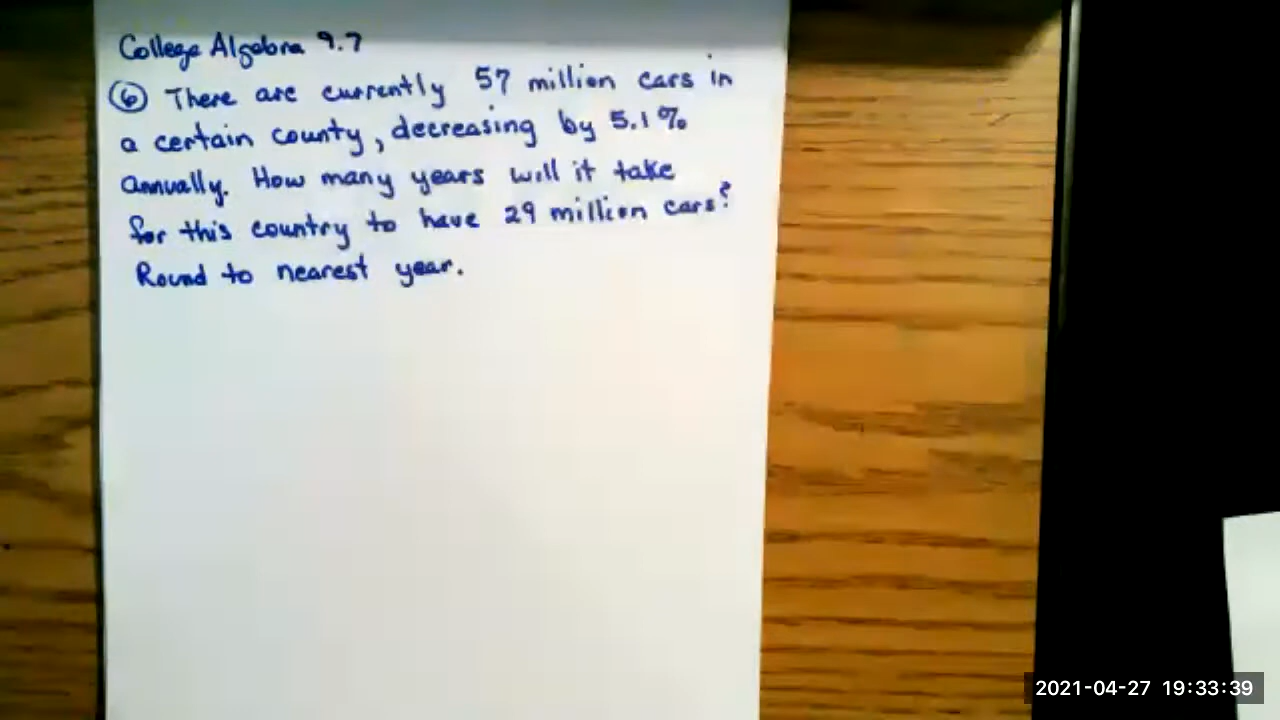 College Algebra 9.7
⑥ There are currently 57 million cars in
a certain county, decreasing by 5.1%
annually. How many years will it take
for this country to have 29 million cars?
Round to nearest year.
2021-04-27 19:33:39